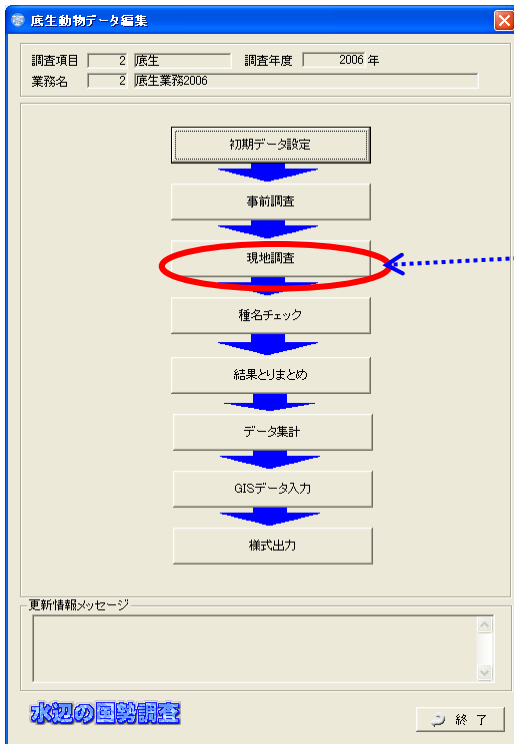 底生動物データ編集
調査項目 2 底生 調査年度 2006 年
業務名 2 底生業務2006
初期データ設定
事前調査
現地調査
種名チェック
結果とりまとめ
データ集計
GISデータ入力
様式出力
更新情報メッセージ
水辺の国勢調査
終 了